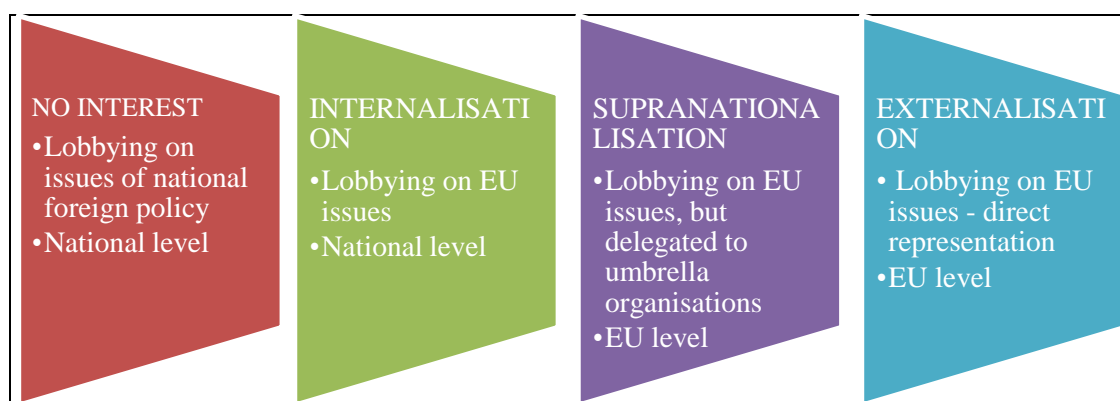 NO INTEREST
•Lobbying on
issues of national
foreign policy
•National level
INTERNALISATI
ON
•Lobbying on EU
issues
•National level
SUPRANATIONA
LISATION
•Lobbying on EU
issues, but
delegated to
umbrella
organisations
•EU level
EXTERNALISATI
ON
• Lobbying on EU
issues - direct
representation
•EU level